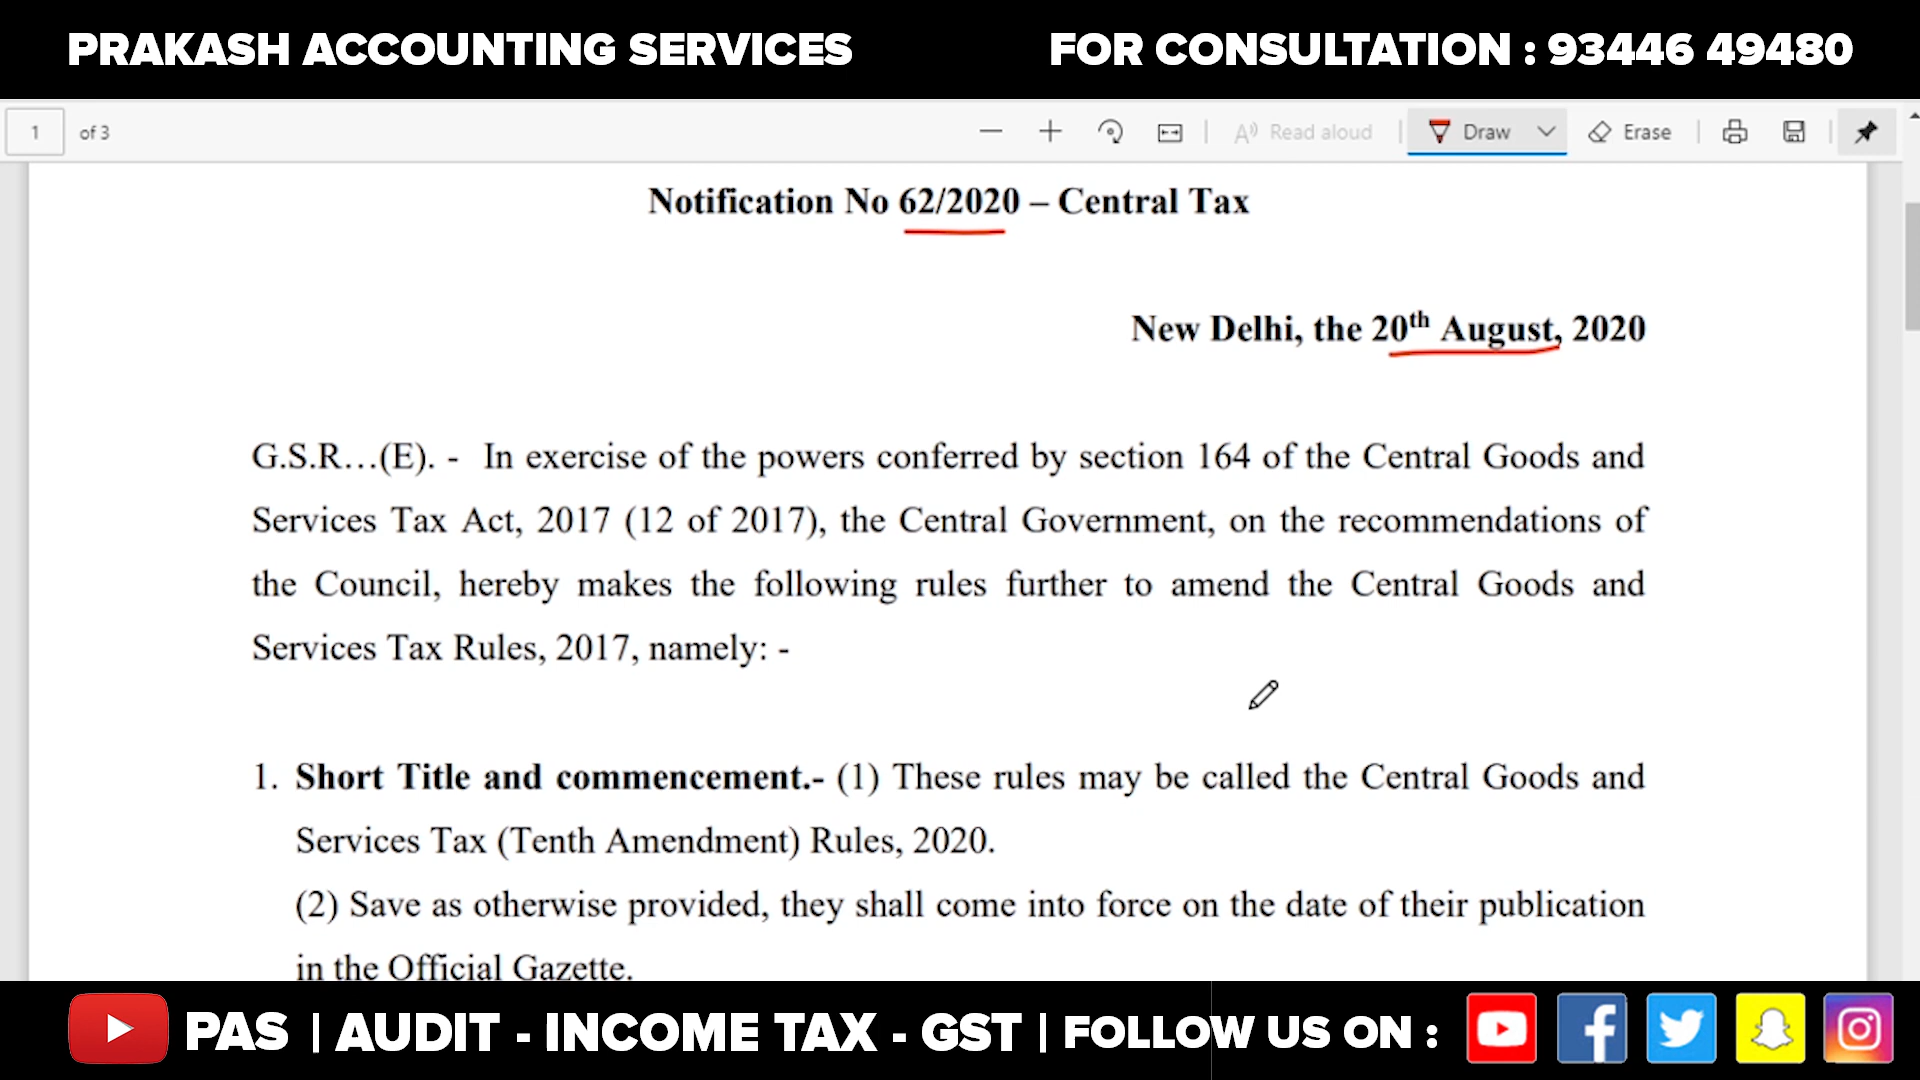 PRAKASH ACCOUNTING SERVICES
FOR CONSULTATION : 93446 49480
1 of 3
Read aloud
Draw
Erase
Notification No 62/2020 – Central Tax
New Delhi, the 20th August, 2020
G.S.R...(E). - In exercise of the powers conferred by section 164 of the Central Goods and
Services Tax Act, 2017 (12 of 2017), the Central Government, on the recommendations of
the Council, hereby makes the following rules further to amend the Central Goods and
Services Tax Rules, 2017, namely: -
1. Short Title and commencement.- (1) These rules may be called the Central Goods and
Services Tax (Tenth Amendment) Rules, 2020.
(2) Save as otherwise provided, they shall come into force on the date of their publication
in the Official Gazette.
PAS | AUDIT - INCOME TAX - GST | FOLLOW US ON :